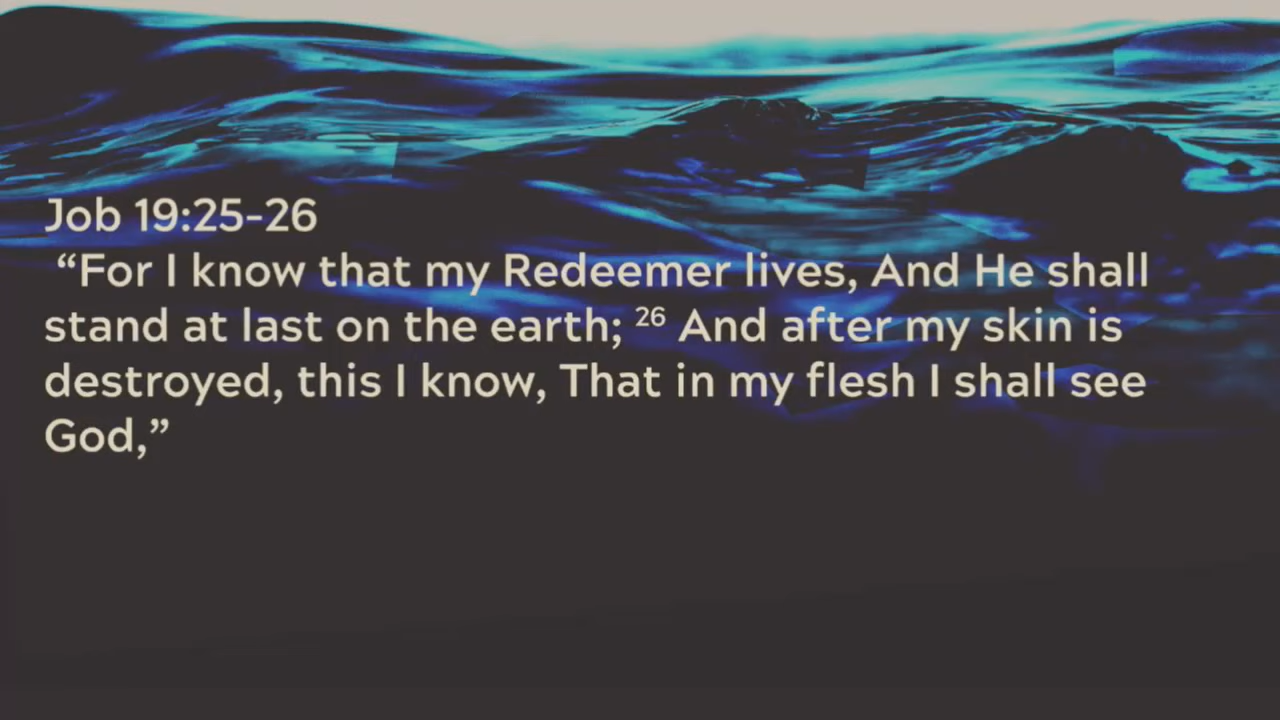 Job 19:25-26
“For I know that my Redeemer lives, And He shall
stand at last on the earth; 26 And after my skin is
destroyed, this I know, That in my flesh I shall see
God,”